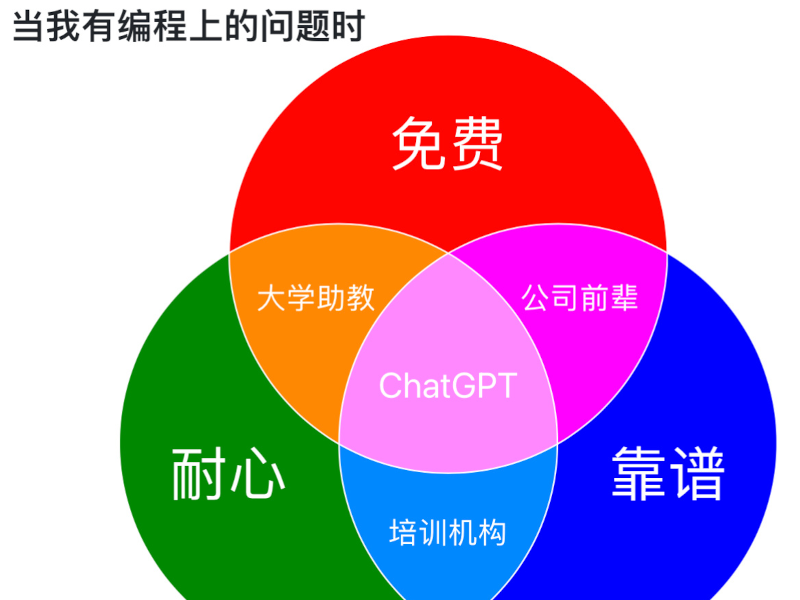 当我有编程上的问题时
免费
大学助教
公司前辈
ChatGPT
耐心
靠谱
培训机构